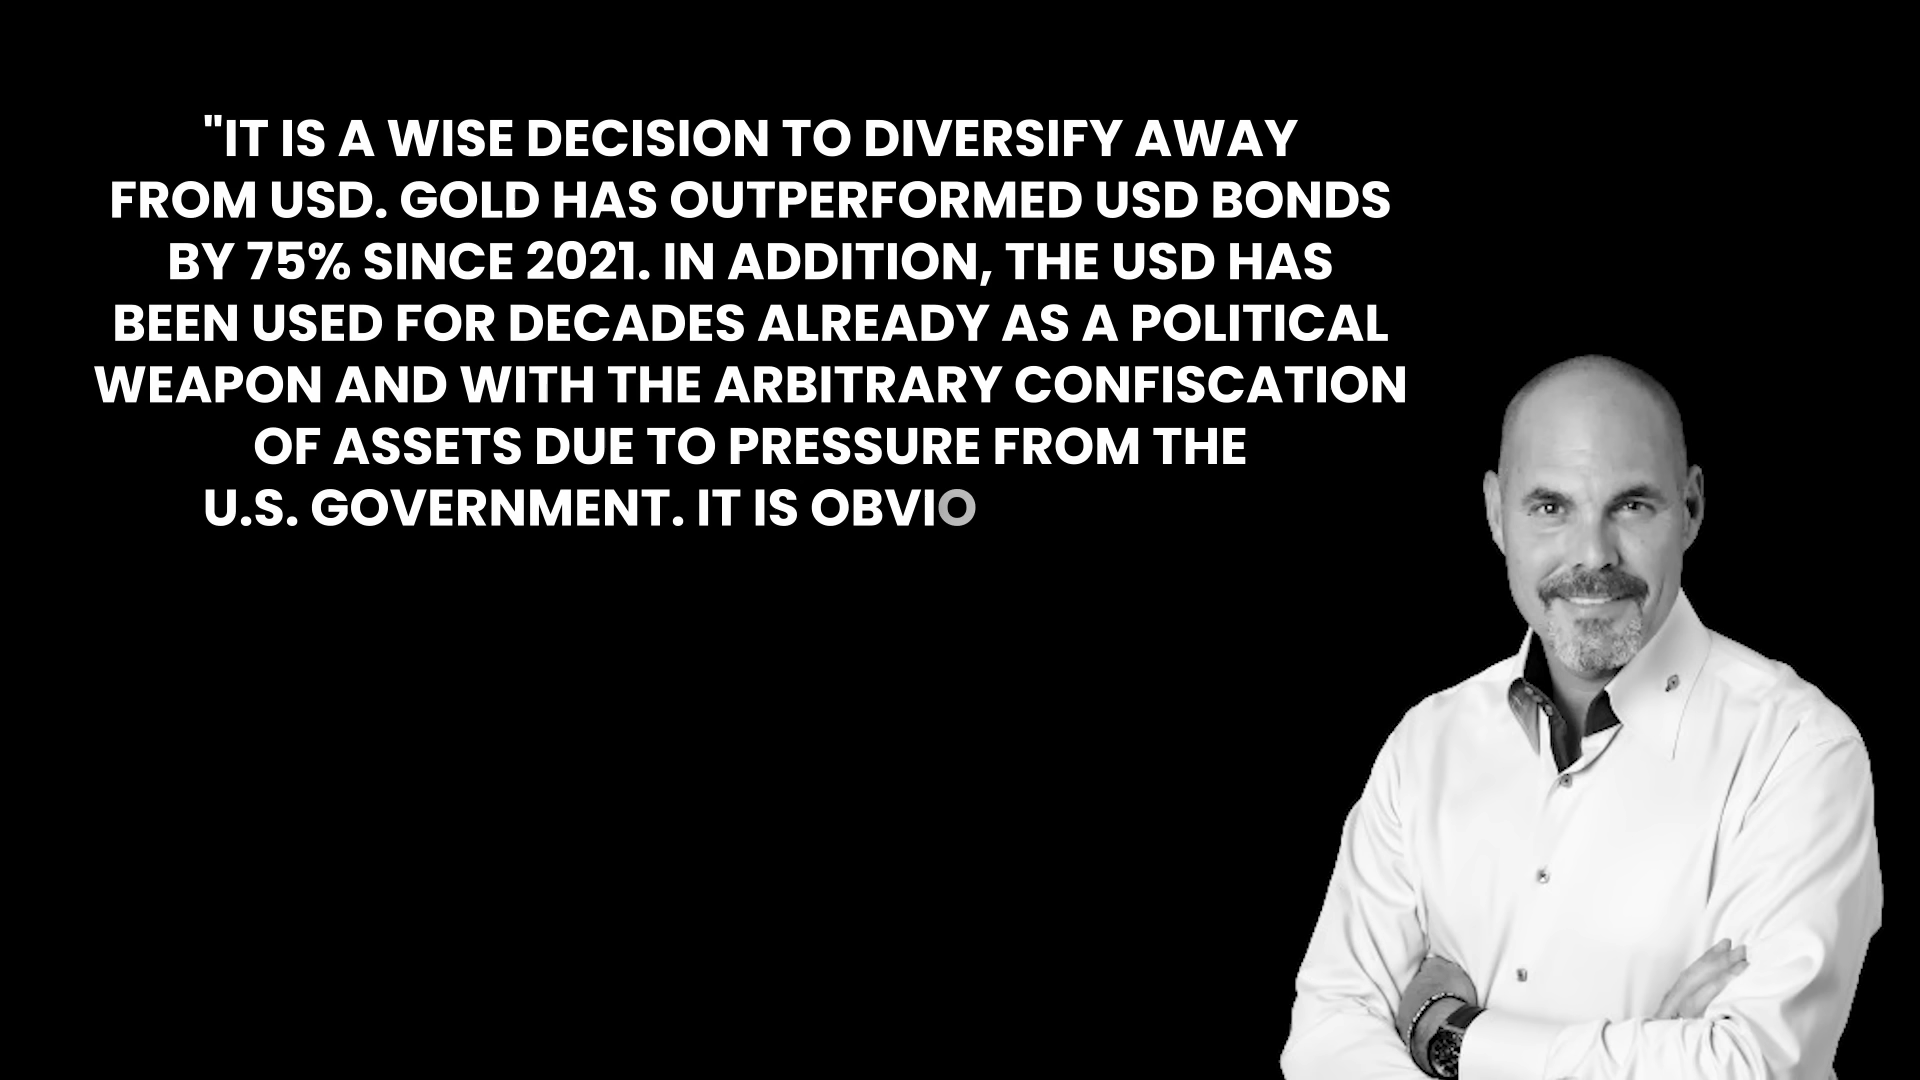 "IT IS A WISE DECISION TO DIVERSIFY AWAY
FROM USD. GOLD HAS OUTPERFORMED USD BONDS
BY 75% SINCE 2021. IN ADDITION, THE USD HAS
BEEN USED FOR DECADES ALREADY AS A POLITICAL
WEAPON AND WITH THE ARBITRARY CONFISCATION
OF ASSETS DUE TO PRESSURE FROM THE
U.S. GOVERNMENT. IT IS OBVIO